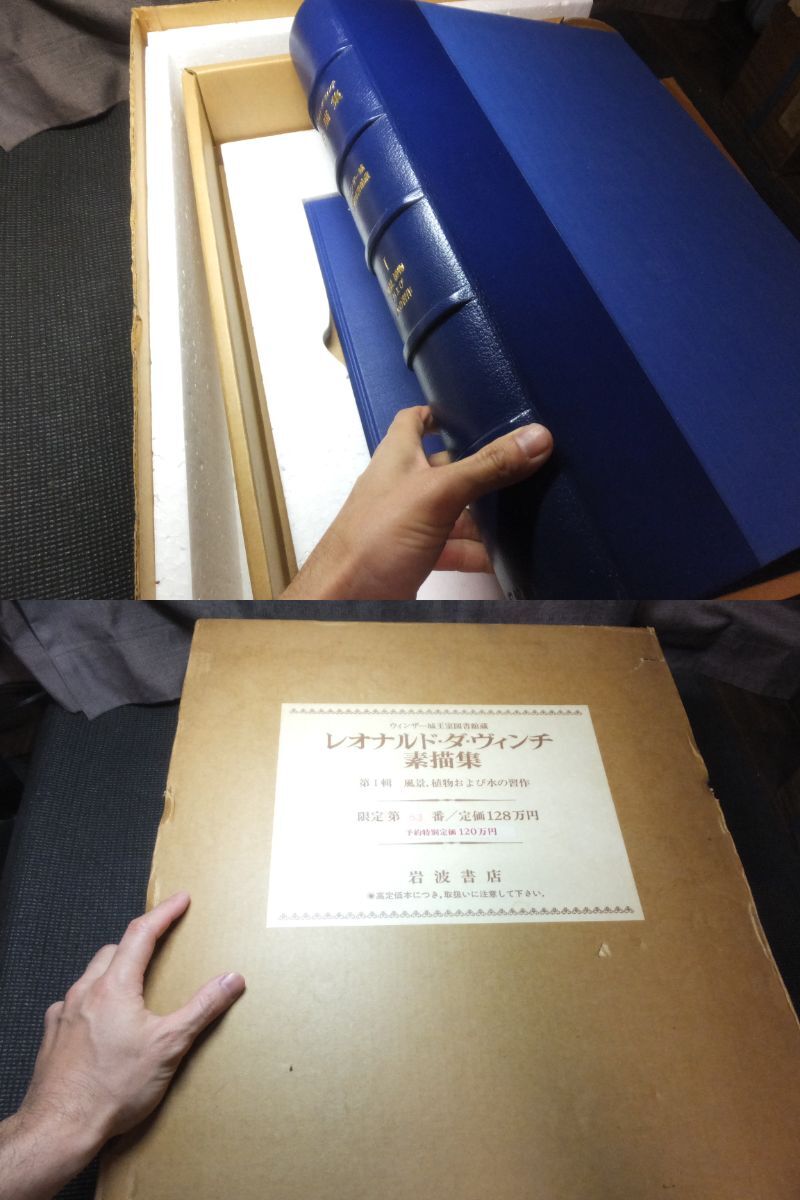 I
ウィンザー城王室図書館蔵
レオナルド・ダ・ヴィンチ
素描集
第1輯 風景、植物および水の習作
限定第 番／定価128万円
予約特別定価120万円
岩波書店
◉高定価本につき、取扱いに注意して下さい。